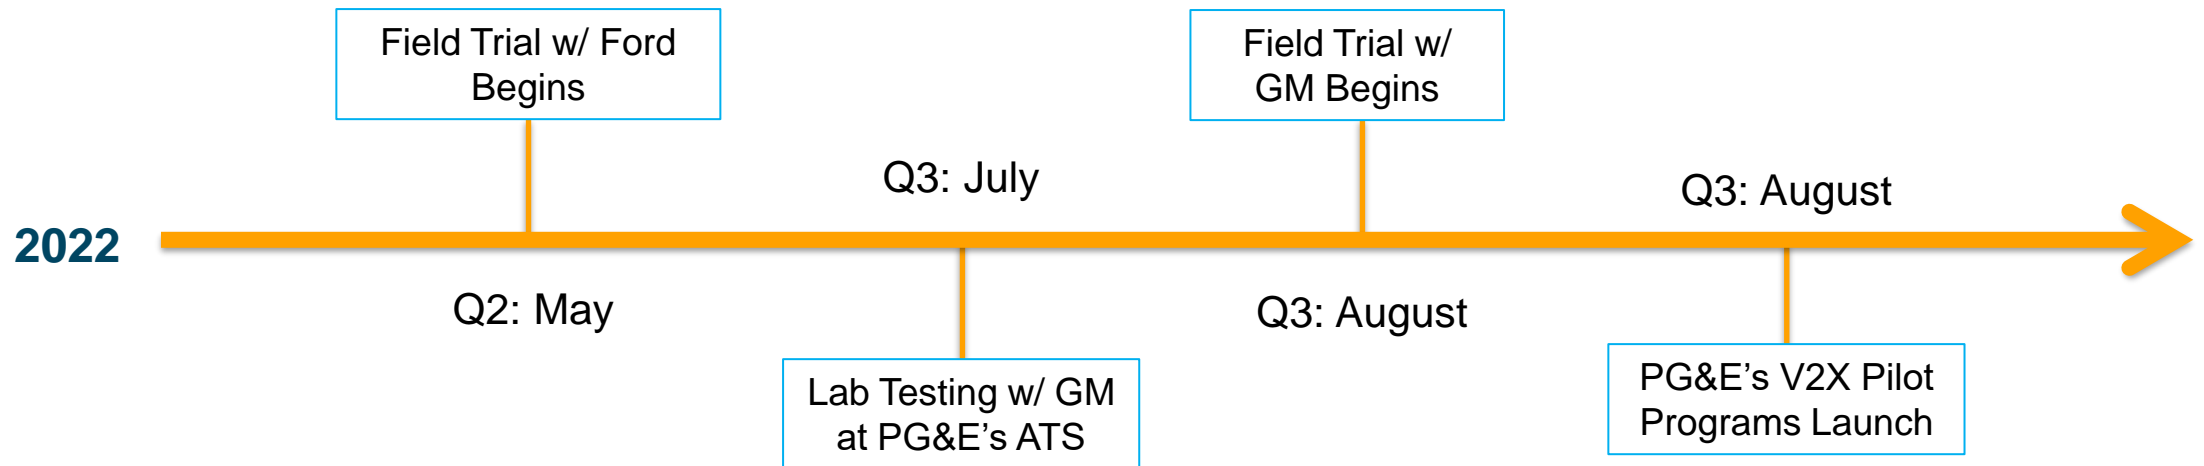 Field Trial w/ Ford
Begins
Field Trial w/
GM Begins
Q3: July
Q3: August
2022
Q2: May
Q3: August
Lab Testing w/ GM
at PG&E’s ATS
PG&E’s V2X Pilot
Programs Launch